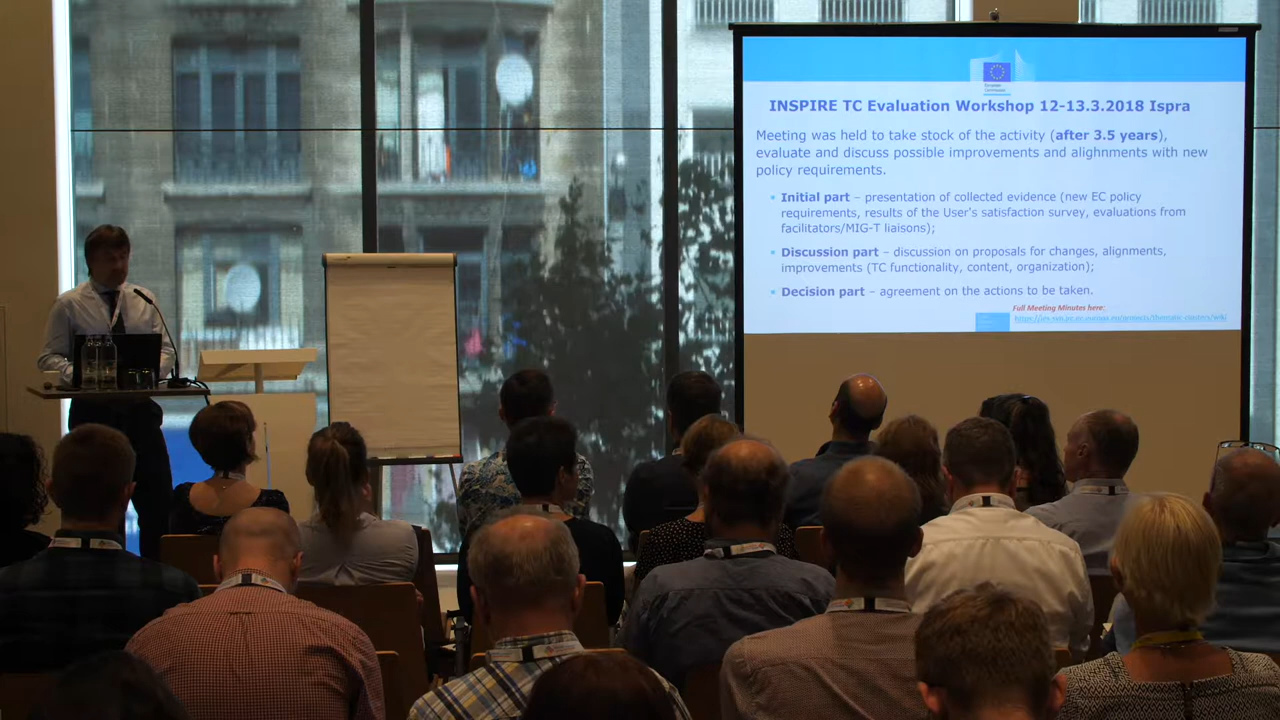 European
Commission
INSPIRE TC Evaluation Workshop 12-13.3.2018 Ispra
Meeting was held to take stock of the activity (after 3.5 years),
evaluate and discuss possible improvements and alighnments with new
policy requirements.
Initial part – presentation of collected evidence (new EC policy
requirements, results of the User's satisfaction survey, evaluations from
facilitators/MIG-T liaisons);
Discussion part – discussion on proposals for changes, alignments,
improvements (TC functionality, content, organization);
Decision part – agreement on the actions to be taken.
Full Meeting Minutes here: